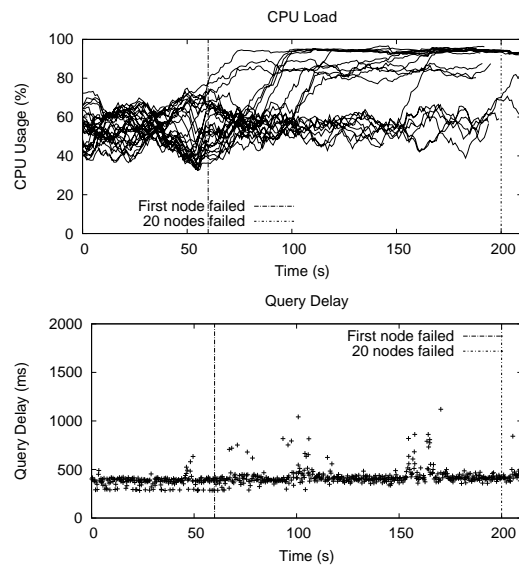 CPU Load
100
80
60
40
20
0
CPU Usage (%)
First node failed
20 nodes failed
0 50 100 150 200
Time (s)
Query Delay
2000
1500
1000
500
0
Query Delay (ms)
First node failed
20 nodes failed
0 50 100 150 200
Time (s)